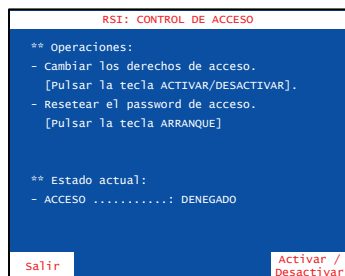 RSI: CONTROL DE ACCESO
** Operaciones:
- Cambiar los derechos de acceso.
[Pulsar la tecla ACTIVAR/DESACTIVAR].
- Resetear el password de acceso.
[Pulsar la tecla ARRANQUE]
** Estado actual:
- ACCESO ...........: DENEGADO
Salir
Activar /
Desactivar